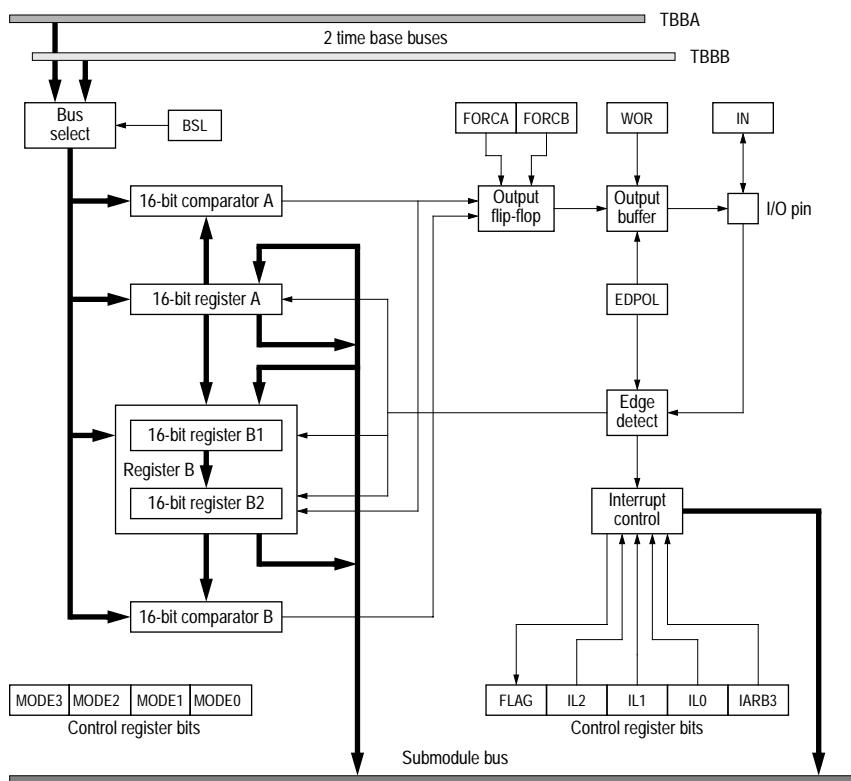 TBBA
2 time base buses
TBBB
Bus
select
BSL
FORCA FORCB
WOR
IN
16-bit comparator A
Output
flip-flop
Output
buffer
I/O pin
16-bit register A
EDPOL
16-bit register B1
Register B
16-bit register B2
Edge
detect
Interrupt
control
16-bit comparator B
MODE3 MODE2 MODE1 MODE0
Control register bits
FLAG IL2 IL1 IL0 IARB3
Control register bits
Submodule bus